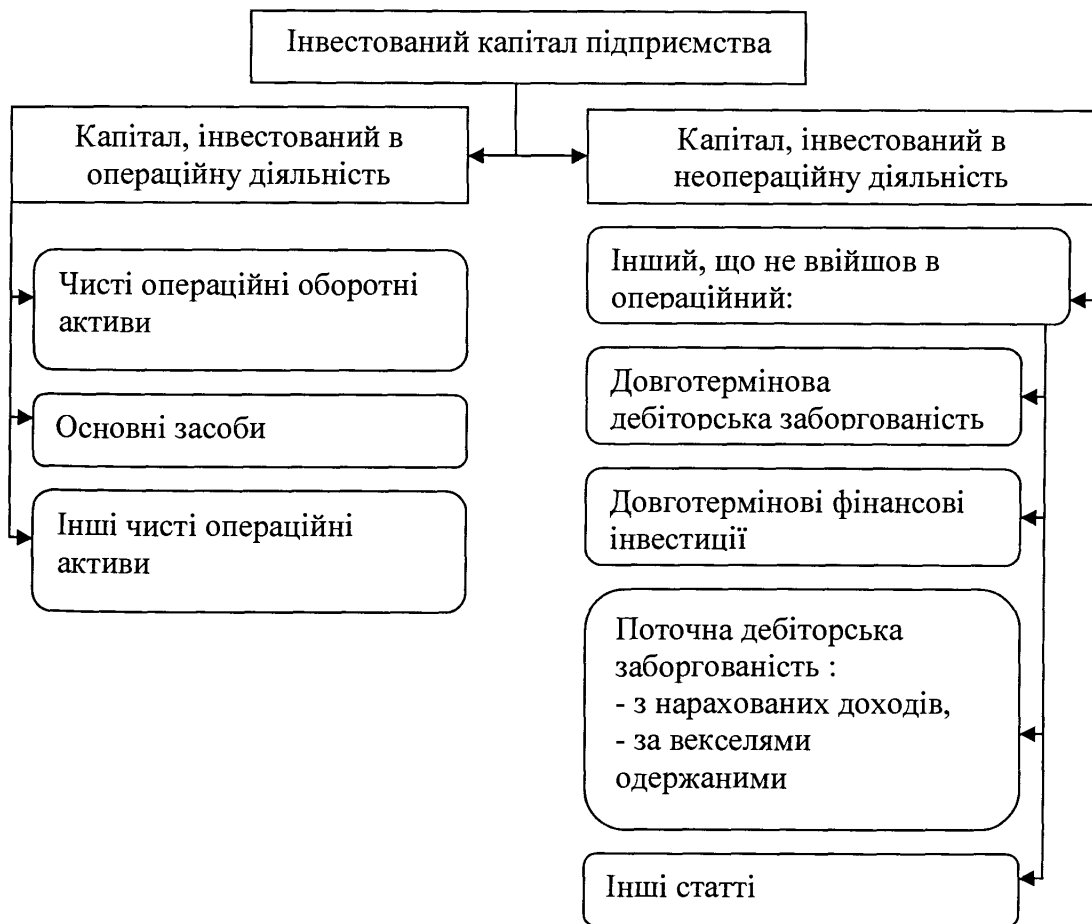 Інвестований капітал підприємства
Капітал, інвестований в
операційну діяльність
Чисті операційні оборотні
активи
Основні засоби
Інші чисті операційні
активи
Капітал, інвестований в
неопераційну діяльність
Інший, що не ввійшов в
операційний:
Довготермінова
дебіторська заборгованість
Довготермінові фінансові
інвестиції
Поточна дебіторська
заборгованість :
- з нарахованих доходів,
- за векселями
одержаними
Інші статті